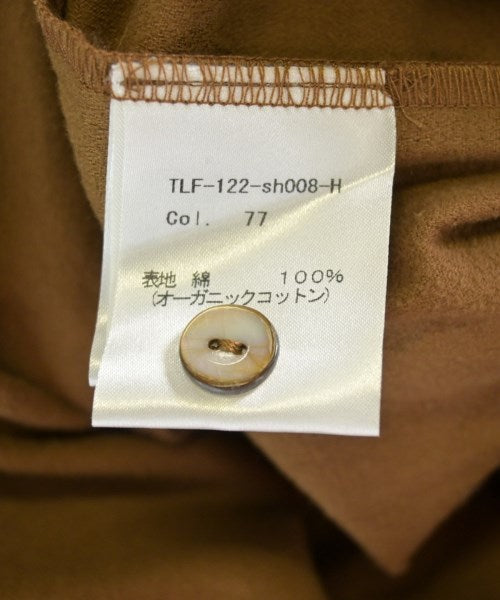 TLF-122-sh008-H
Col. 77
表地 綿 100%
(オーガニックコットン)